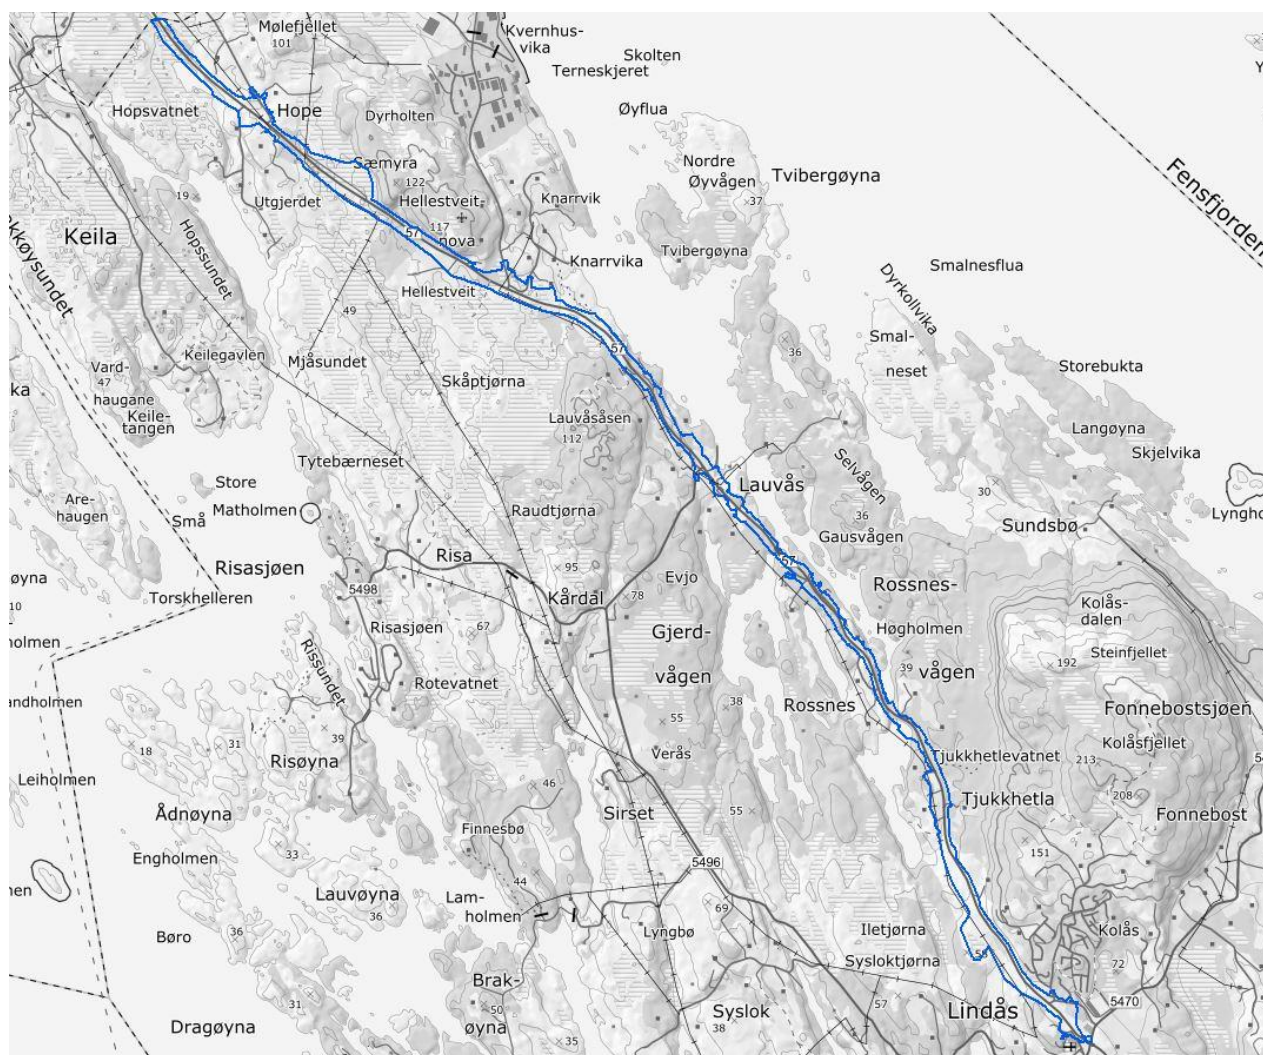 Mølefjellet
101
Kvernhus-
vika
Skolten
Terneskjeret
Hopsvatnet
Hope
Dyrholten
Øyflua
Sæmyra
Nordre
Øyvågen
Tvibergøyna
Fensfjorden
122
19
Hellestveit-
nova
117
Knarrvik
37
Utgjerdet
57
Keila
Hopssundet
Tvibergøyna
Knarrvika
Smalnesflua
Dyrkollvika
Hellestveit
49
Smal-
neset
57
36
Keilegavlen
Mjåsundet
Storebukta
Vard-
47
haugane
Skåptjørna
Keile-
tangen
Lauvåsåsen
112
Langøyna
Skjelvika
Tytebærneset
Selvågen
Store
Lauvås
Are-
haugen
Matholmen
Raudtjørna
30
Små
36
Gausvågen
Sundsbø
Risa
Risasjøen
95
57
Evjo
Rossnes-
Torskhelleren
5498
Kårdal
78
Kolås-
dalen
10
Risasjøen
67
Gjerd-
Høgholmen
Steinfjellet
Rissundet
192
vågen
39
vågen
Rotevatnet
38
Rossnes
Fonnebostsjøen
55
39
31
18
Kolåsfjellet
Risøyna
Verås
Tjukkhetlevatnet
213
Leiholmen
46
208
Tjukkhetla
Ådnøyna
Sirset
55
Fonnebost
Finnesbø
33
151
Engholmen
5496
44
Lauvøyna
36
Lam-
holmen
69
Iletjørna
Kolås
Børo
36
Lyngbø
Sysloktjørna
58
72
Brak-
øyna
50
31
57
5470
Syslok
38
Lindås
Dragøyna
35